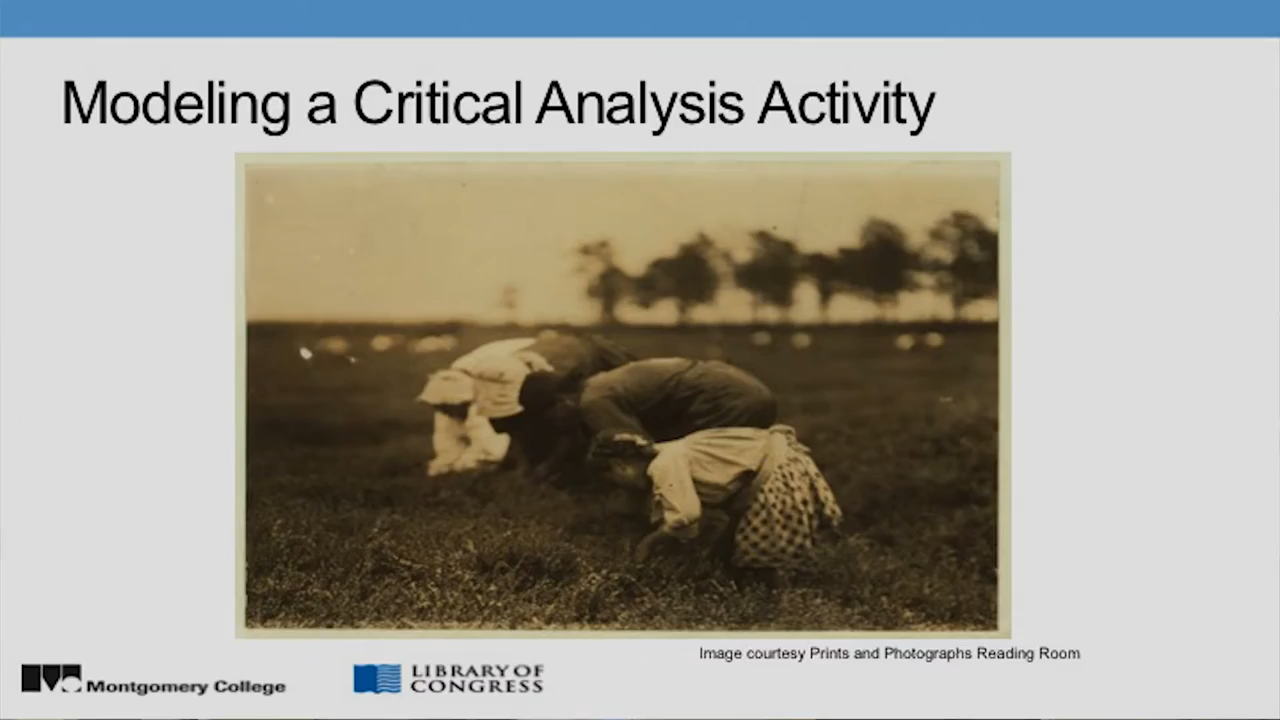 Modeling a Critical Analysis Activity
Image courtesy Prints and Photographs Reading Room
Montgomery College
LIBRARY OF
CONGRESS